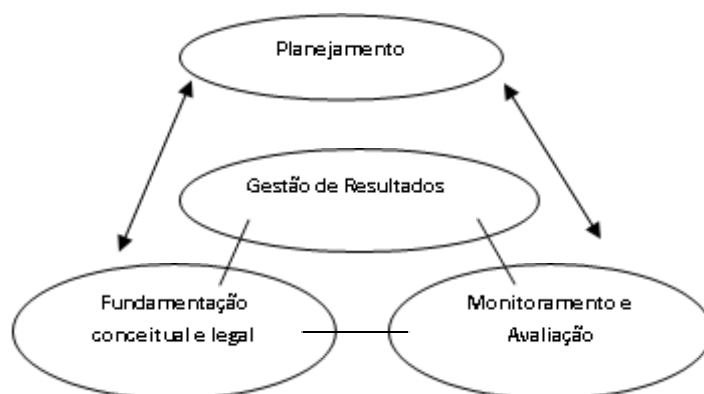 Planejamento
Gestão de Resultados
Fundamentação
conceitual e legal
Monitoramento e
Avaliação